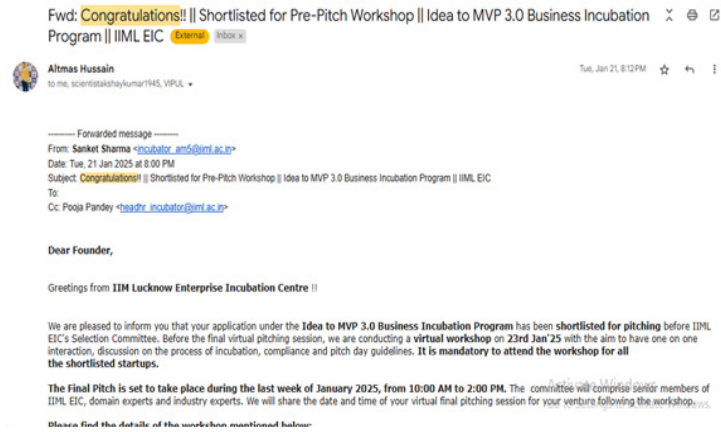 Fwd: Congratulations!! || Shortlisted for Pre-Pitch Workshop || Idea to MVP 3.0 Business Incubation
Program || IIML EIC External Inbox x
Altmas Hussain
Tue, Jan 21, 8:12 PM
to me, scientistakshaykumar1945, VIPUL
---------- Forwarded message ----------
From: Sanket Sharma <incubator_am5@iiml.ac.in>
Date: Tue, 21 Jan 2025 at 8:00 PM
Subject: Congratulations!! || Shortlisted for Pre-Pitch Workshop || Idea to MVP 3.0 Business Incubation Program || IIML EIC
To:
Cc: Pooja Pandey <headhr_incubator@iiml.ac.in>
Dear Founder,
Greetings from IIM Lucknow Enterprise Incubation Centre !!
We are pleased to inform you that your application under the Idea to MVP 3.0 Business Incubation Program has been shortlisted for pitching before IIML
EIC's Selection Committee. Before the final virtual pitching session, we are conducting a virtual workshop on 23rd Jan'25 with the aim to have one on one
interaction, discussion on the process of incubation, compliance and pitch day guidelines. It is mandatory to attend the workshop for all
the shortlisted startups.
The Final Pitch is set to take place during the last week of January 2025, from 10:00 AM to 2:00 PM. The committee will comprise senior members of
IIML EIC, domain experts and industry experts. We will share the date and time of your virtual final pitching session for your venture following the workshop.
Activate Windows
Go to Settings to activate Windows.
Please find the details of the workshop mentioned below: